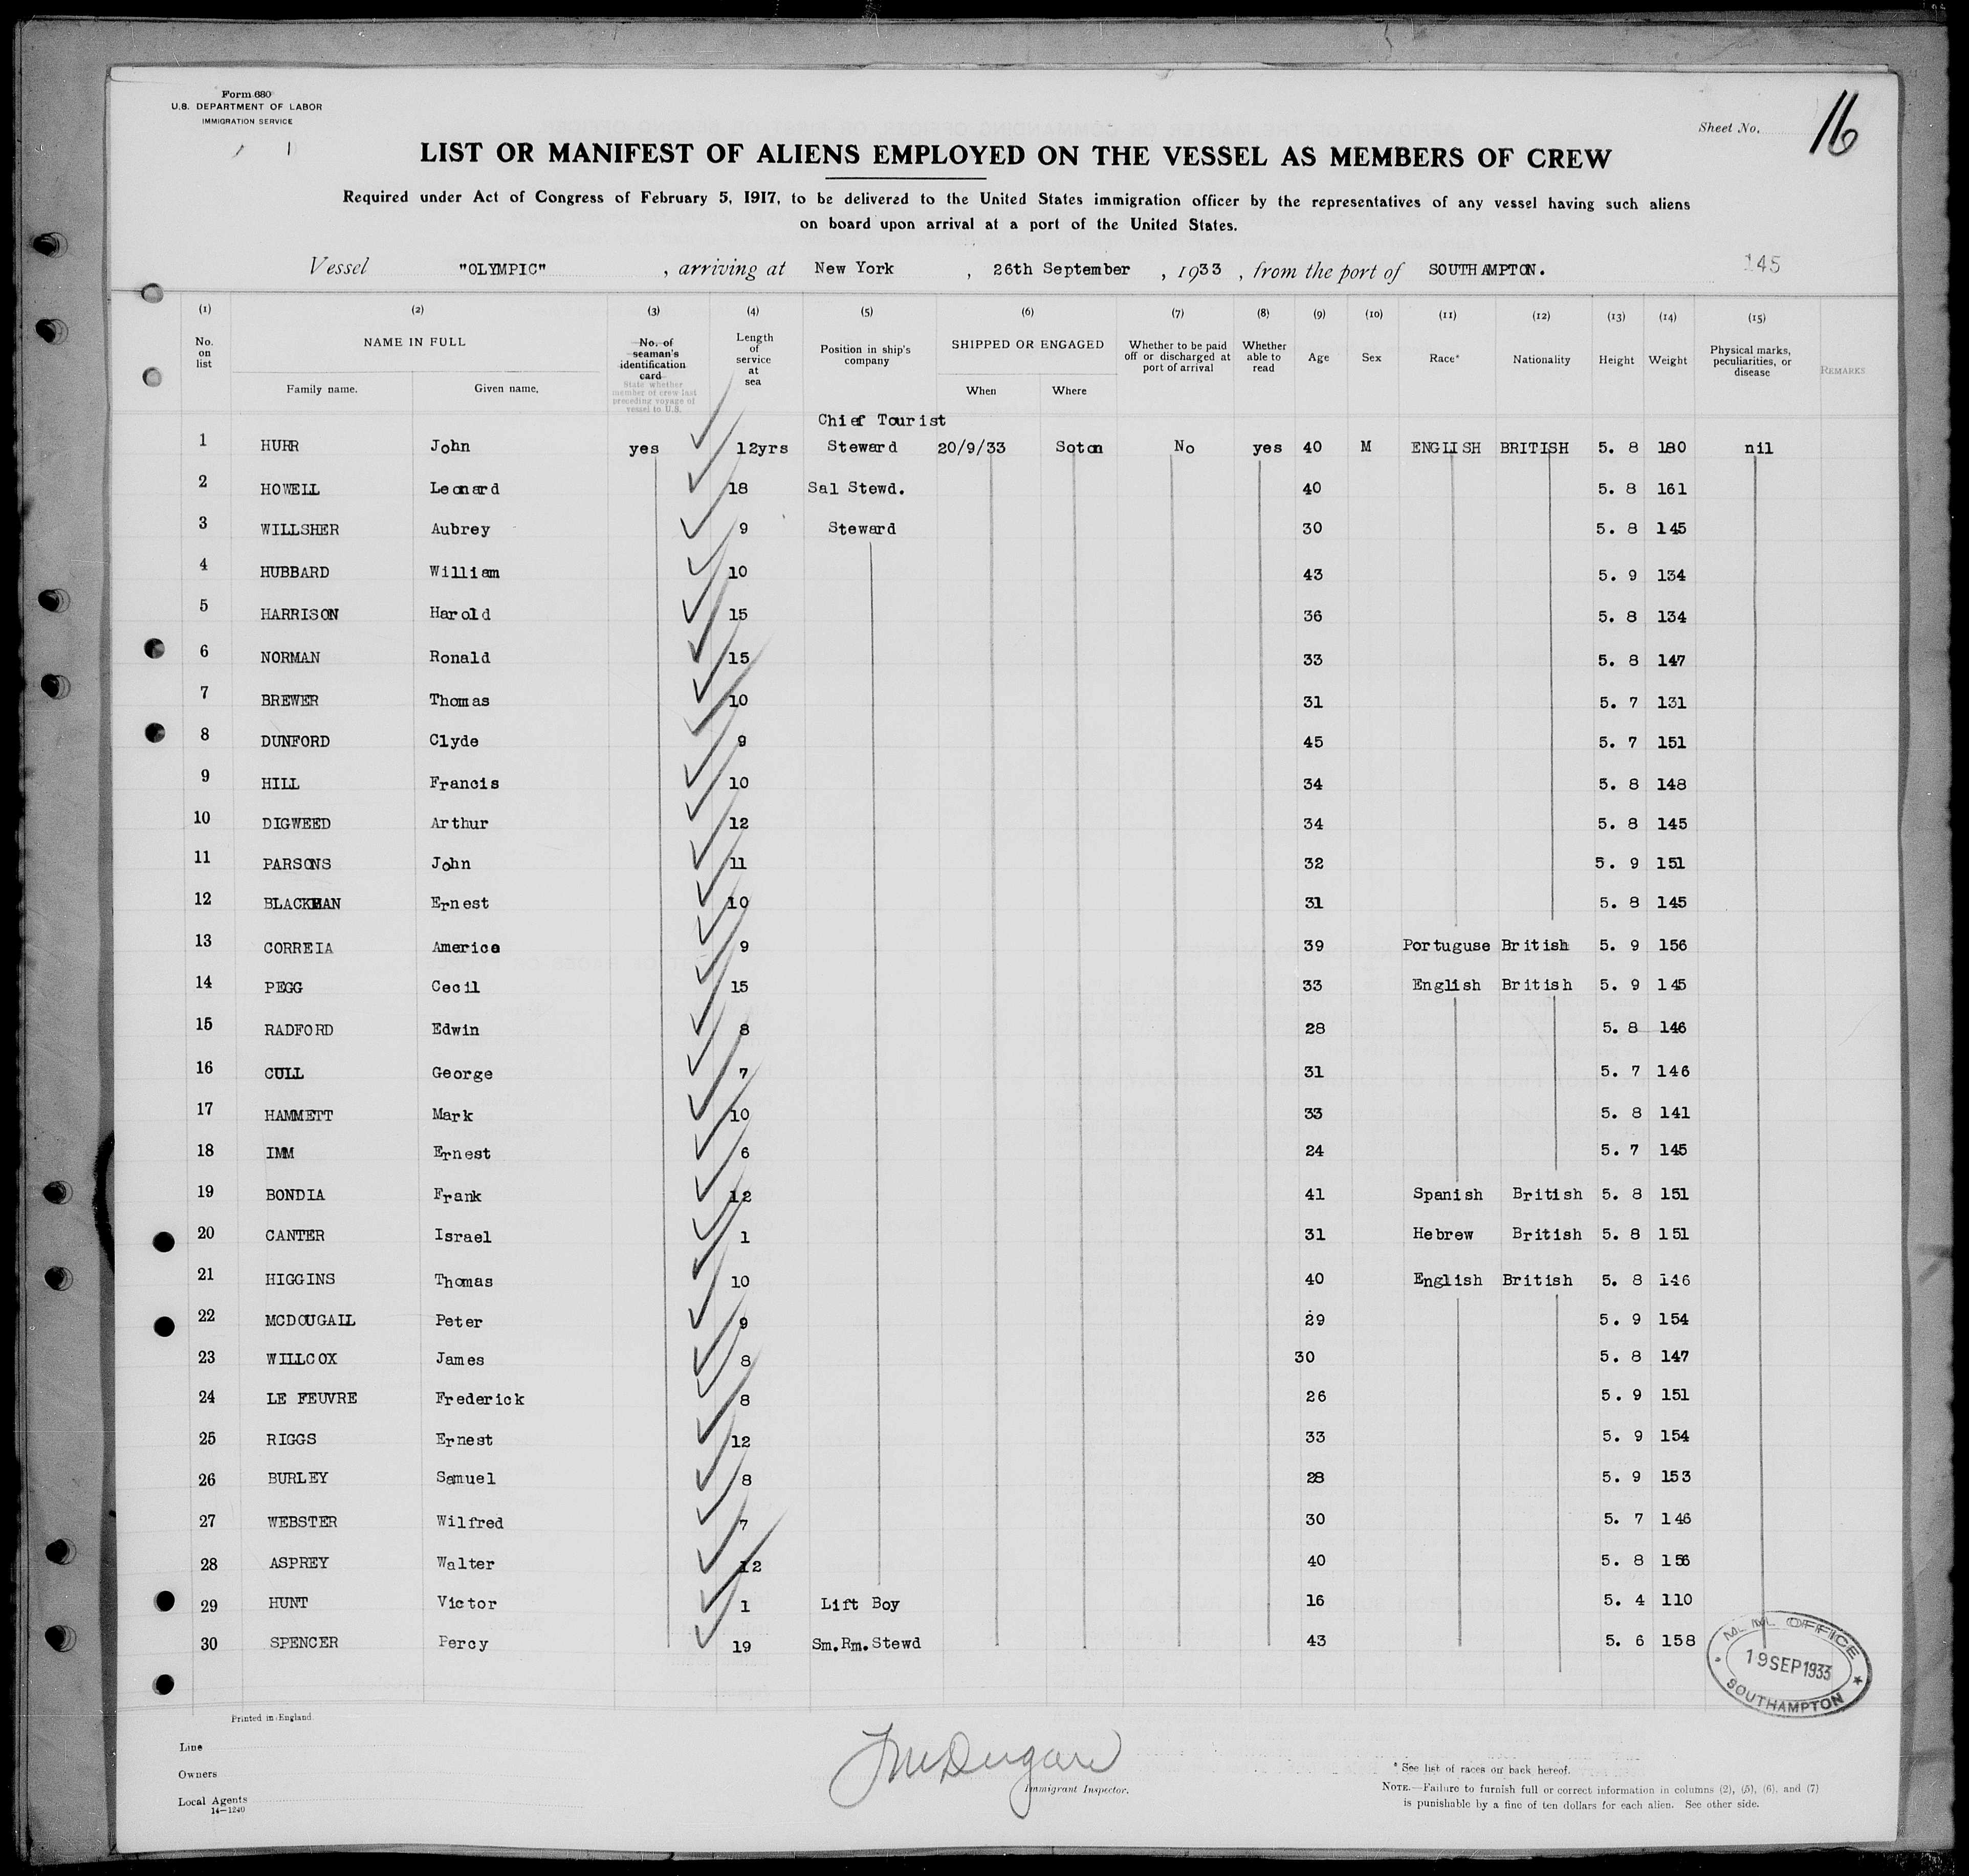 Form 680
U.S. DEPARTMENT OF LABOR
IMMIGRATION SERVICE
Sheet No. 16
LIST OR MANIFEST OF ALIENS EMPLOYED ON THE VESSEL AS MEMBERS OF CREW
Required under Act of Congress of February 5, 1917, to be delivered to the United States immigration officer by the representatives of any vessel having such aliens
on board upon arrival at a port of the United States.
Vessel "OLYMPIC" , arriving at New York , 26th September , 1933 , from the port of SOUTHAMPTON. 145
(1) (2) (3) (4) (5) (6) (7) (8) (9) (10) (11) (12) (13) (14) (15)
No. on list
NAME IN FULL
Family name. Given name.
No. of seaman's identification card
State whether member of crew last preceding voyage of vessel to U.S.
Length of service at sea
Position in ship's company
SHIPPED OR ENGAGED
When Where
Whether to be paid off or discharged at port of arrival
Whether able to read
Age
Sex
Race*
Nationality
Height
Weight
Physical marks, peculiarities, or disease
REMARKS
Chief Tourist
1 HURR John yes 12yrs Steward 20/9/33 Soton No yes 40 M ENGLISH BRITISH 5. 8 180 nil
2 HOWELL Leonard 18 Sal Stewd. 40 5. 8 161
3 WILLSHER Aubrey 9 Steward 30 5. 8 145
4 HUBBARD William 10 43 5. 9 134
5 HARRISON Harold 15 36 5. 8 134
6 NORMAN Ronald 15 33 5. 8 147
7 BREWER Thomas 10 31 5. 7 131
8 DUNFORD Clyde 9 45 5. 7 151
9 HILL Francis 10 34 5. 8 148
10 DIGWEED Arthur 12 34 5. 8 145
11 PARSONS John 11 32 5. 9 151
12 BLACKMAN Ernest 10 31 5. 8 145
13 CORREIA Americo 9 39 Portuguse British 5. 9 156
14 PEGG Cecil 15 33 English British 5. 9 145
15 RADFORD Edwin 8 28 5. 8 146
16 CULL George 7 31 5. 7 146
17 HAMMETT Mark 10 33 5. 8 141
18 IMM Ernest 6 24 5. 7 145
19 BONDIA Frank 12 41 Spanish British 5. 8 151
20 CANTER Israel 1 31 Hebrew British 5. 8 151
21 HIGGINS Thomas 10 40 English British 5. 8 146
22 MCDOUGALL Peter 9 29 5. 9 154
23 WILLCOX James 8 30 5. 8 147
24 LE FEUVRE Frederick 8 26 5. 9 151
25 RIGGS Ernest 12 33 5. 9 154
26 BURLEY Samuel 8 28 5. 9 153
27 WEBSTER Wilfred 7 30 5. 7 146
28 ASPREY Walter 12 40 5. 8 156
29 HUNT Victor 1 Lift Boy 16 5. 4 110
30 SPENCER Percy 19 Sm.Rm.Stewd 43 5. 6 158
OFFICE
19 SEP 1933
SOUTHAMPTON
Printed in England.
Line
Owners
Local Agents
14—1240
Immigrant Inspector.
* See list of races on back hereof.
NOTE.—Failure to furnish full or correct information in columns (2), (5), (6), and (7)
is punishable by a fine of ten dollars for each alien. See other side.